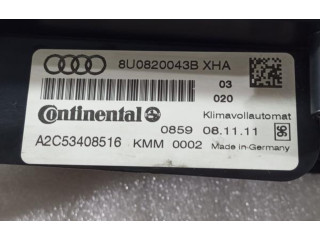 8U0820043B XHA
03
020
Continental
Klimavollautomat
0859 08.11.11
A2C53408516 KMM 0002 Made in Germany